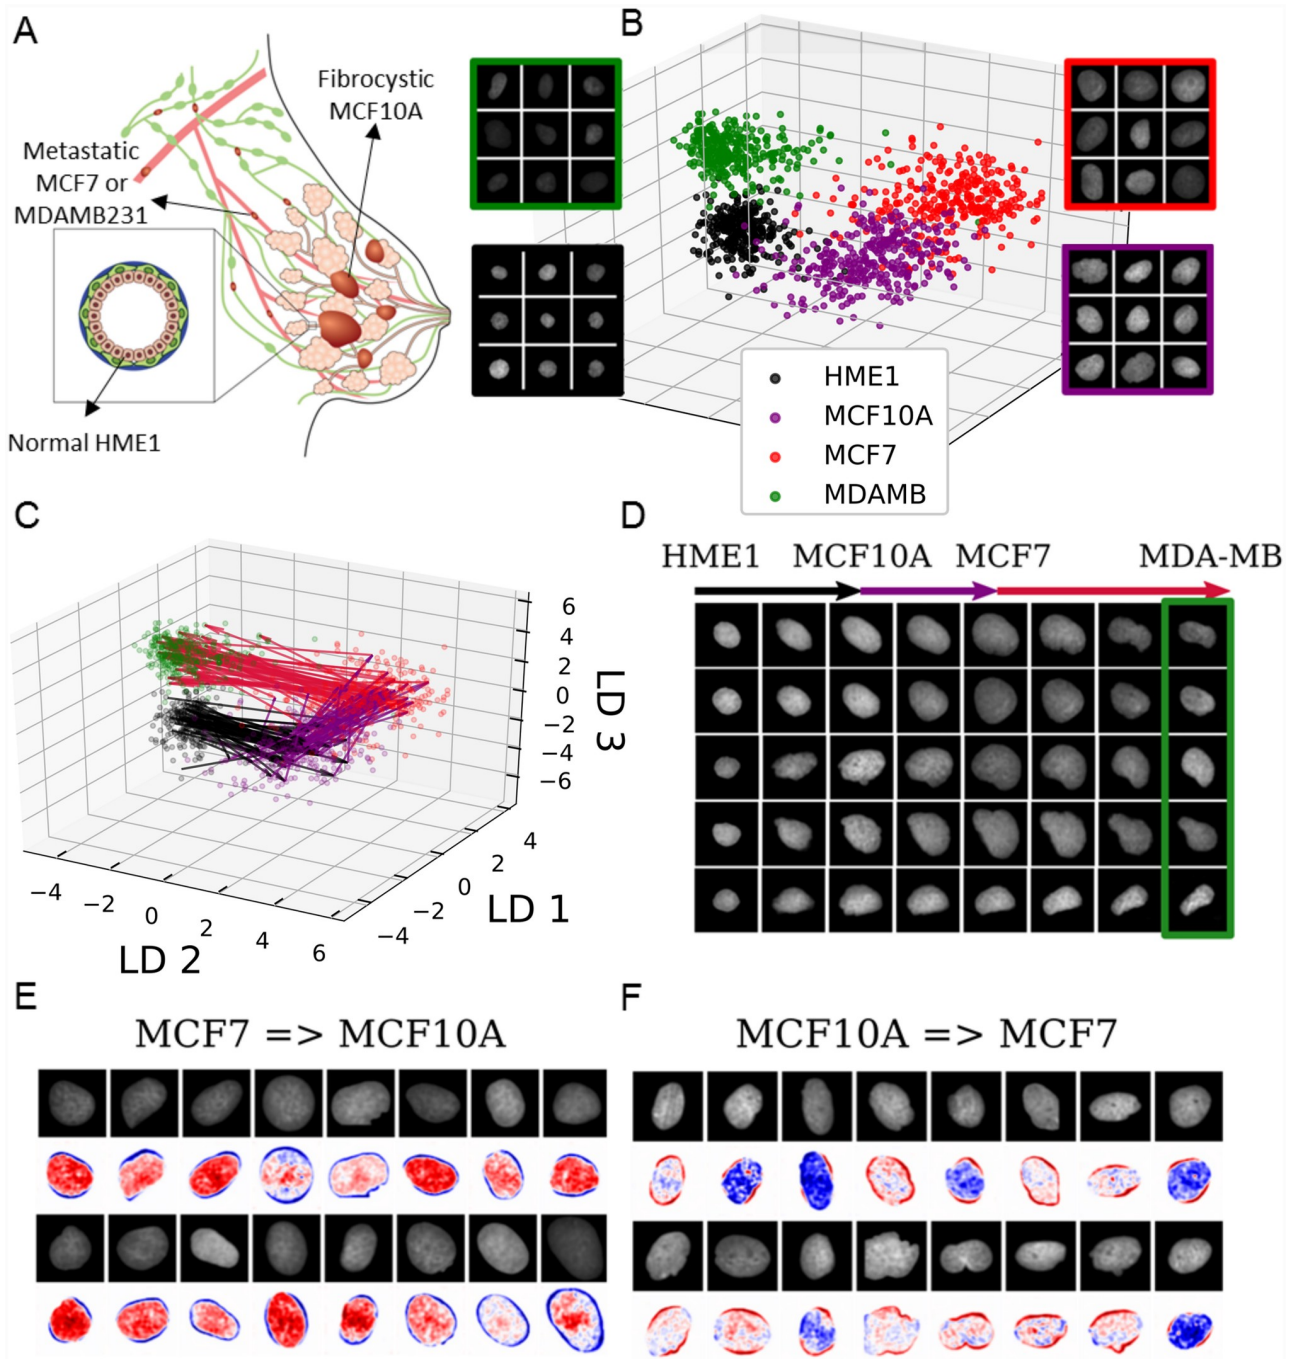 A
Fibrocystic
MCF10A
Metastatic
MCF7 or
MDAMB231
Normal HME1
B
HME1
MCF10A
MCF7
MDAMB
C
6
4
2
0
−2
−4
−6
LD 3
4
2
0
−2
−4
LD 1
−4
−2
0
2
4
6
LD 2
D
HME1 MCF10A MCF7 MDA-MB
E
MCF7 => MCF10A
F
MCF10A => MCF7